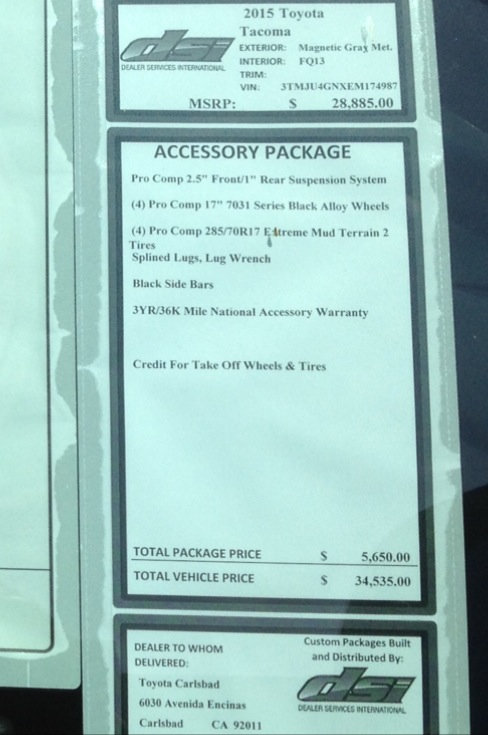 2015 Toyota
Tacoma
dsi
DEALER SERVICES INTERNATIONAL
EXTERIOR: Magnetic Gray Met.
INTERIOR: FQ13
TRIM:
VIN: 3TMJU4GNXEM174987
MSRP: $ 28,885.00
ACCESSORY PACKAGE
Pro Comp 2.5" Front/1" Rear Suspension System
(4) Pro Comp 17" 7031 Series Black Alloy Wheels
(4) Pro Comp 285/70R17 Extreme Mud Terrain 2
Tires
Splined Lugs, Lug Wrench
Black Side Bars
3YR/36K Mile National Accessory Warranty
Credit For Take Off Wheels & Tires
TOTAL PACKAGE PRICE $ 5,650.00
TOTAL VEHICLE PRICE $ 34,535.00
DEALER TO WHOM
DELIVERED:
Toyota Carlsbad
6030 Avenida Encinas
Carlsbad CA 92011
Custom Packages Built
and Distributed By:
dsi
DEALER SERVICES INTERNATIONAL